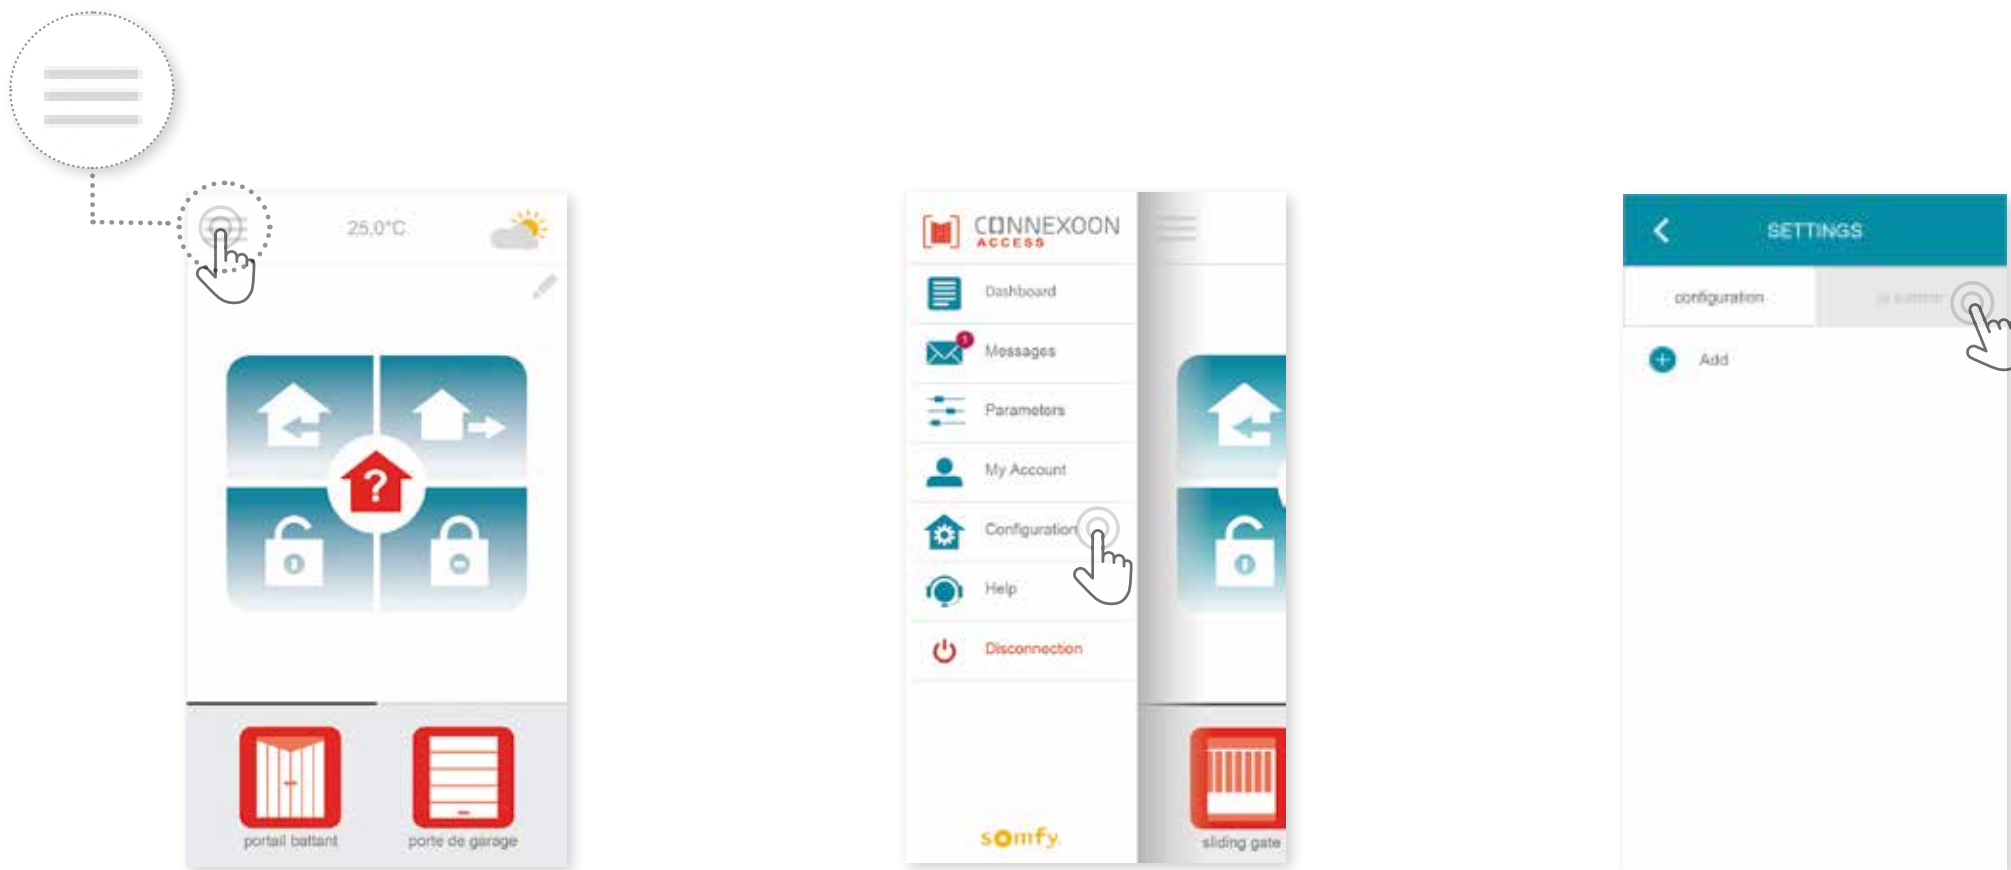 25,0°C
portail battant
porte de garage
CONNEXOON
ACCESS
Dashboard
1
Messages
Parameters
My Account
Configuration
Help
Disconnection
somfy.
sliding gate
SETTINGS
configuration
Add